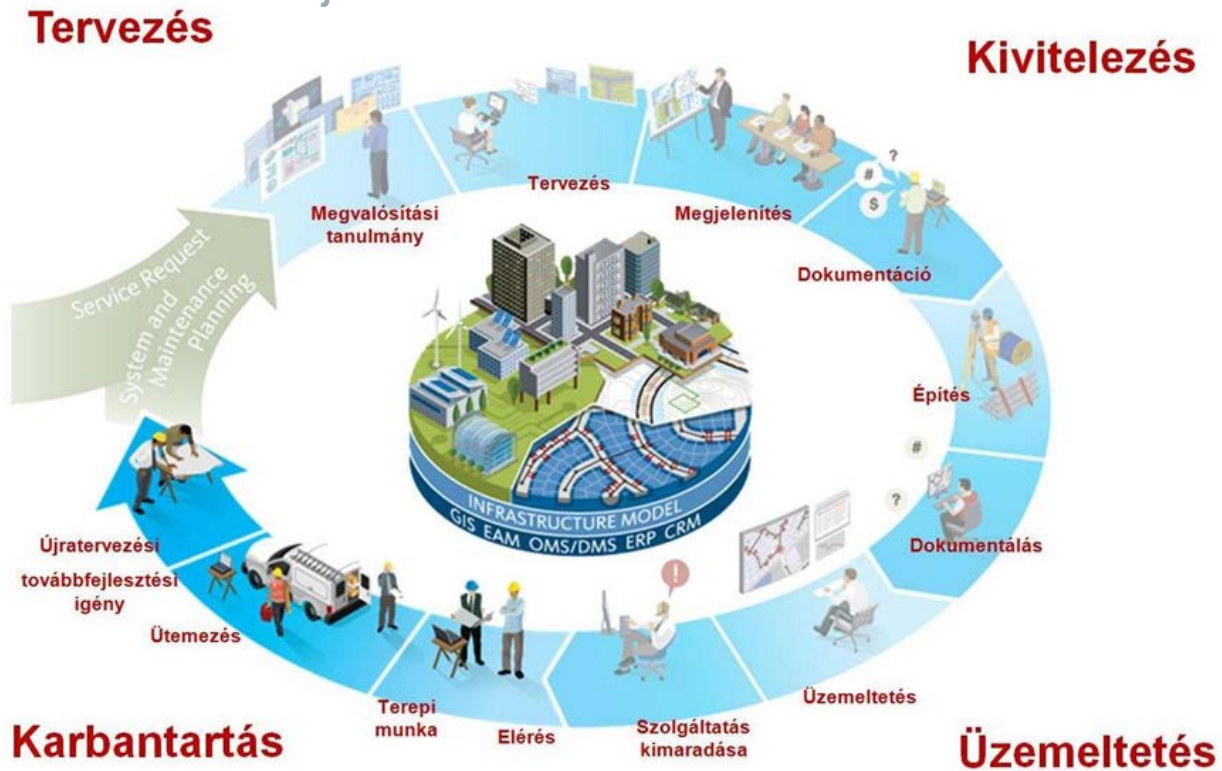 Tervezés
Kivitelezés
Tervezés
Megvalósítási
tanulmány
Megjelenítés
Dokumentáció
?
#
$
Service Request
System and
Maintenance
Planning
Építés
#
?
Dokumentálás
INFRASTRUCTURE MODEL
GIS EAM OMS/DMS ERP CRM
!
Újratervezési
továbbfejlesztési
igény
Ütemezés
Terepi
munka
Elérés
Szolgáltatás
kimaradása
Üzemeltetés
Karbantartás
Üzemeltetés